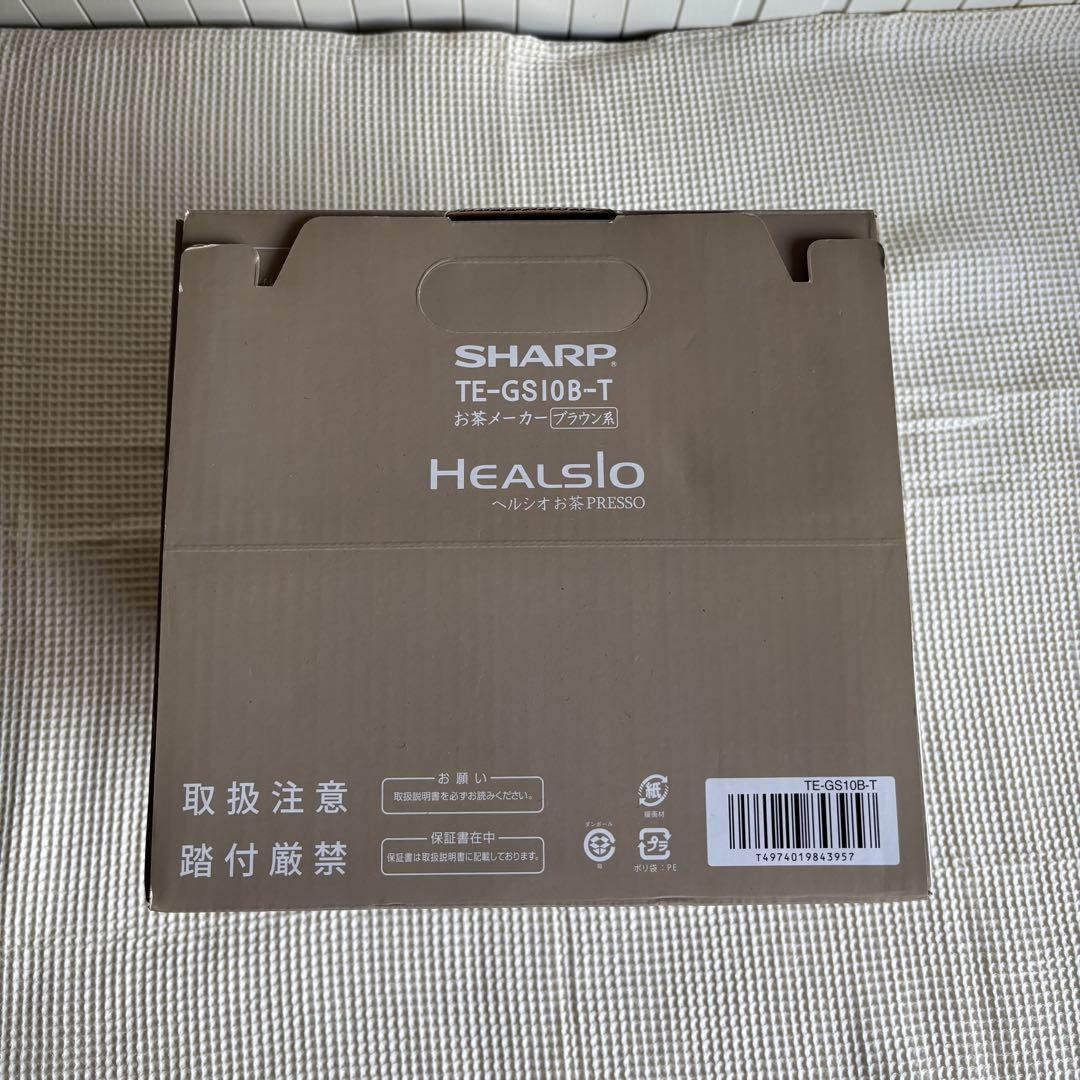 SHARP®
TE-GS10B-T
お茶メーカー ブラウン系
HEALSIO
ヘルシオお茶PRESSO
取扱注意
踏付厳禁
お願い
取扱説明書を必ずお読みください。
保証書在中
保証書は取扱説明書に記載しております。
紙
緩衝材
ダンボール
箱
プラ
ポリ袋:PE
TE-GS10B-T
T4974019843957